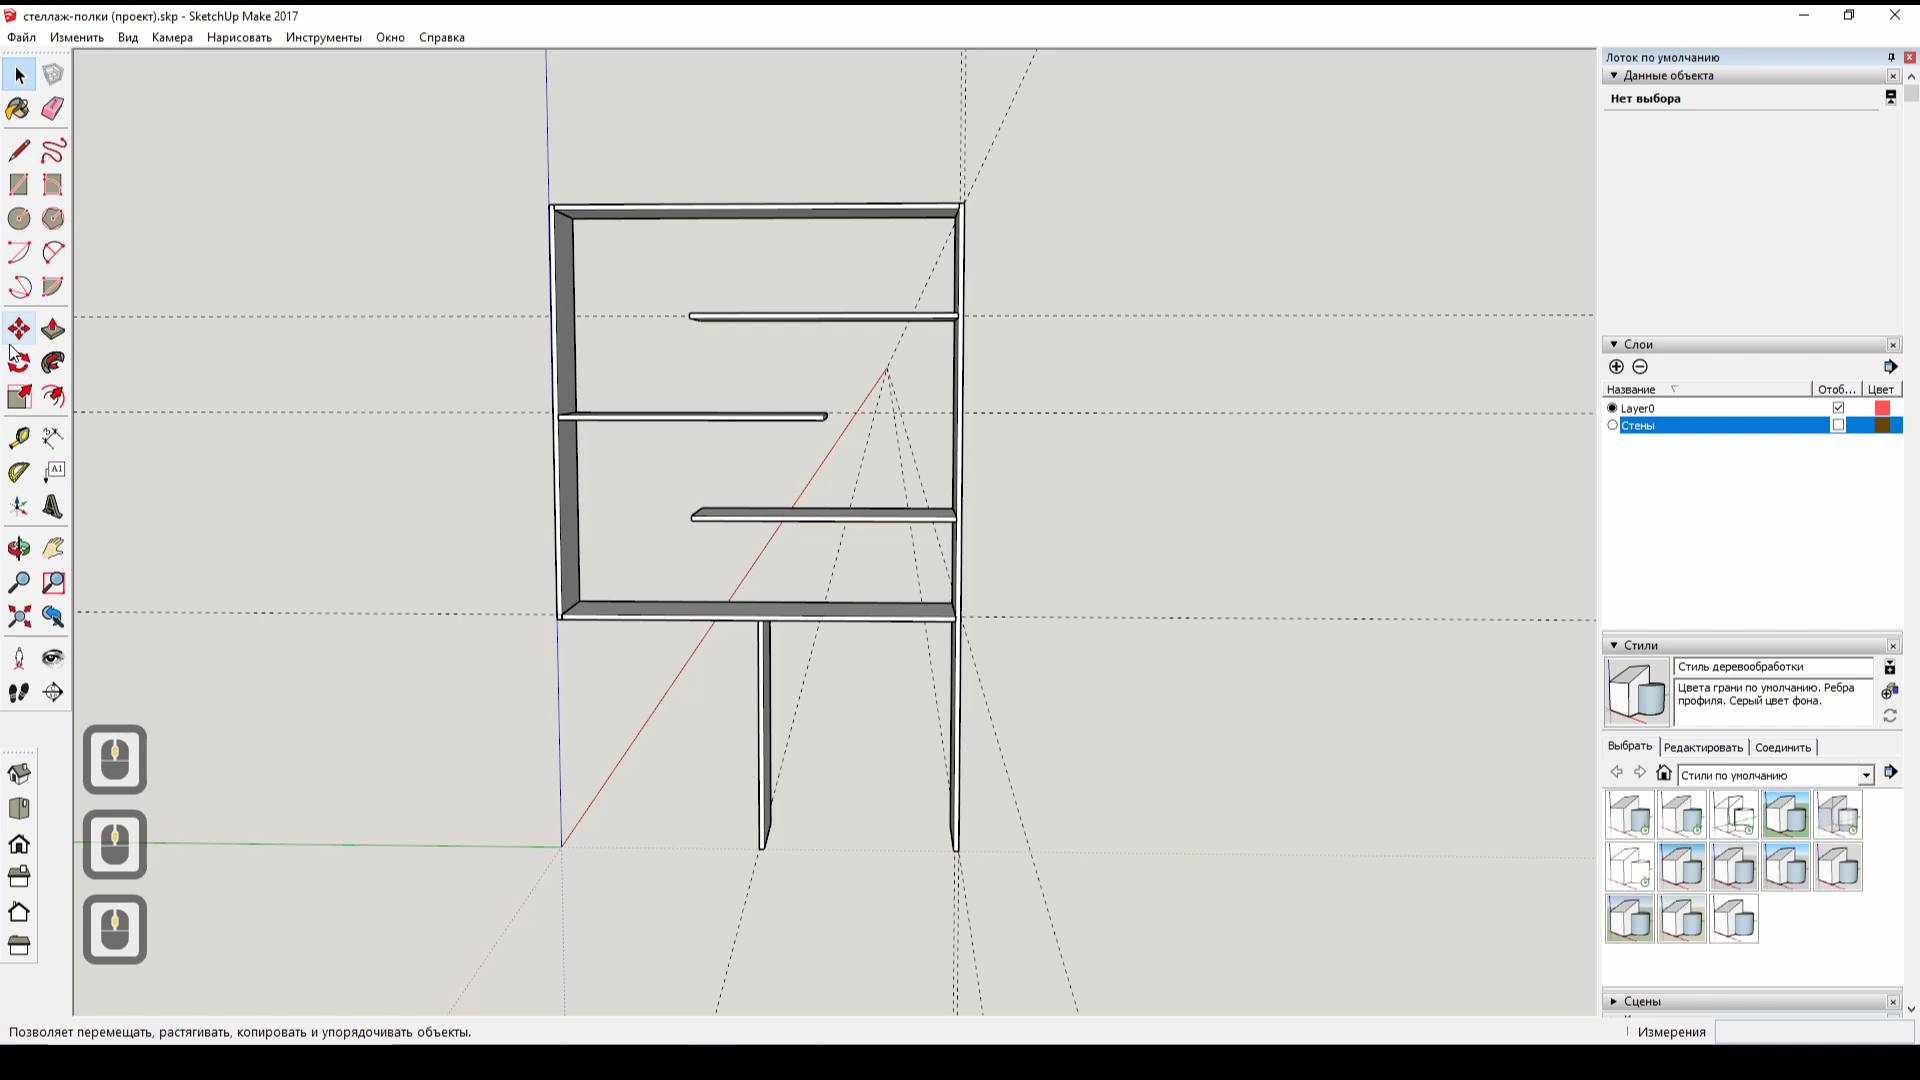 стеллаж-полки (проект).skp - SketchUp Make 2017
Файл Изменить Вид Камера Нарисовать Инструменты Окно Справка
Лоток по умолчанию
Данные объекта
Нет выбора
Слои
Название Отоб... Цвет
Layer0
Стены
Стили
Стиль деревообработки
Цвета грани по умолчанию. Ребра
профиля. Серый цвет фона.
Выбрать Редактировать Соединить
Стили по умолчанию
Сцены
A1
Позволяет перемещать, растягивать, копировать и упорядочивать объекты.
Измерения